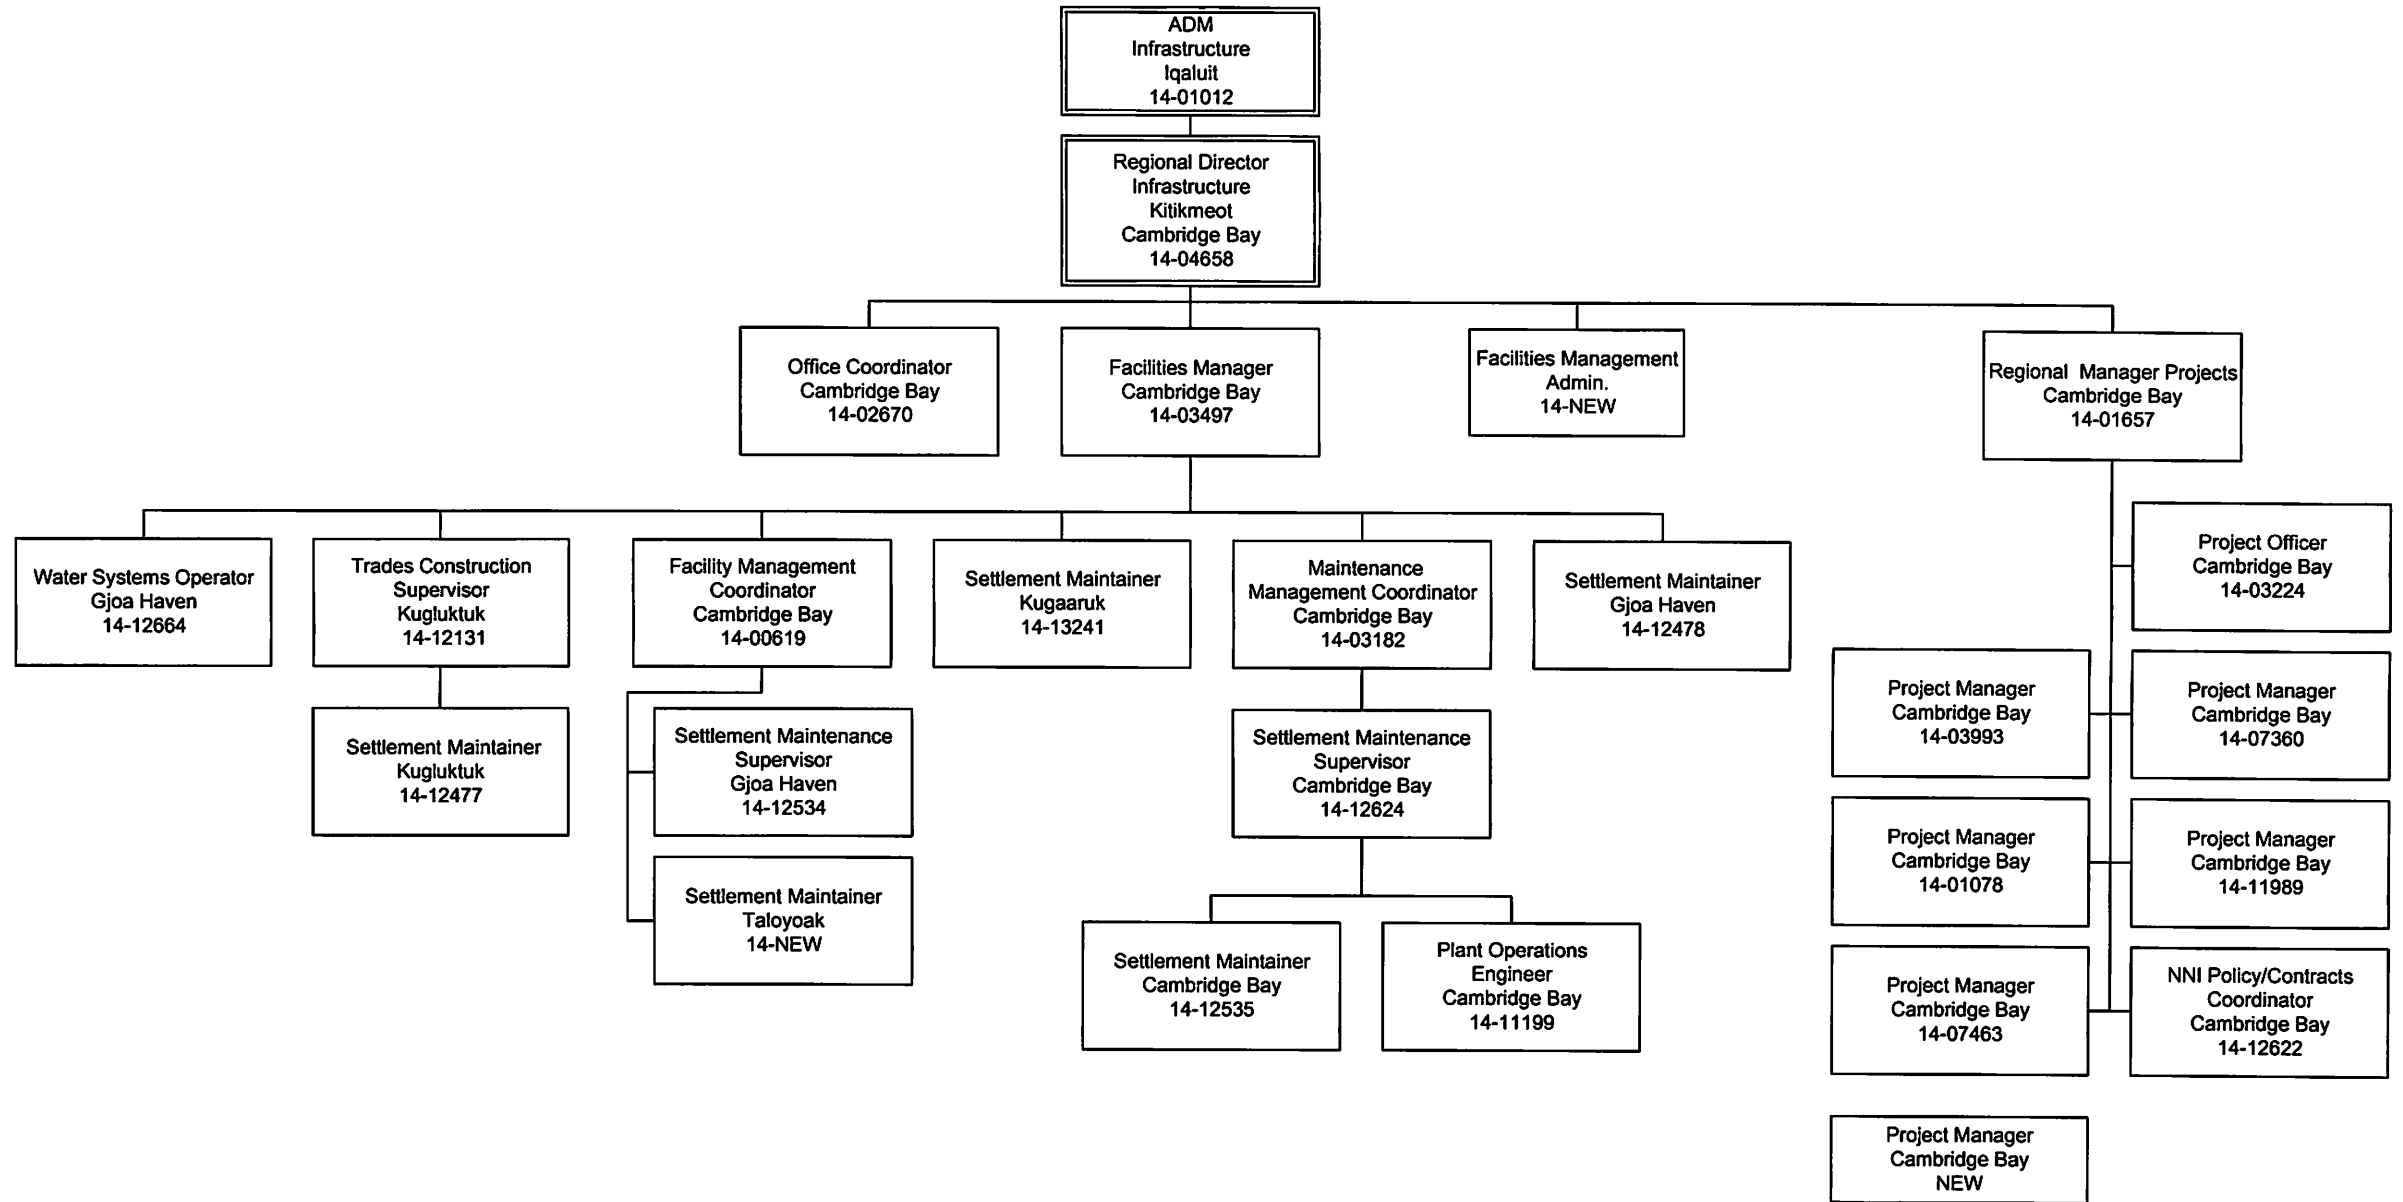 ADM
Infrastructure
Iqaluit
14-01012
Regional Director
Infrastructure
Kitikmeot
Cambridge Bay
14-04658
Office Coordinator
Cambridge Bay
14-02670
Facilities Manager
Cambridge Bay
14-03497
Facilities Management
Admin.
14-NEW
Regional Manager Projects
Cambridge Bay
14-01657
Water Systems Operator
Gjoa Haven
14-12664
Trades Construction
Supervisor
Kugluktuk
14-12131
Facility Management
Coordinator
Cambridge Bay
14-00619
Settlement Maintainer
Kugaaruk
14-13241
Maintenance
Management Coordinator
Cambridge Bay
14-03182
Settlement Maintainer
Gjoa Haven
14-12478
Project Officer
Cambridge Bay
14-03224
Settlement Maintainer
Kugluktuk
14-12477
Settlement Maintenance
Supervisor
Gjoa Haven
14-12534
Settlement Maintenance
Supervisor
Cambridge Bay
14-12624
Project Manager
Cambridge Bay
14-03993
Project Manager
Cambridge Bay
14-07360
Settlement Maintainer
Taloyoak
14-NEW
Project Manager
Cambridge Bay
14-01078
Project Manager
Cambridge Bay
14-11989
Settlement Maintainer
Cambridge Bay
14-12535
Plant Operations
Engineer
Cambridge Bay
14-11199
Project Manager
Cambridge Bay
14-07463
NNI Policy/Contracts
Coordinator
Cambridge Bay
14-12622
Project Manager
Cambridge Bay
NEW